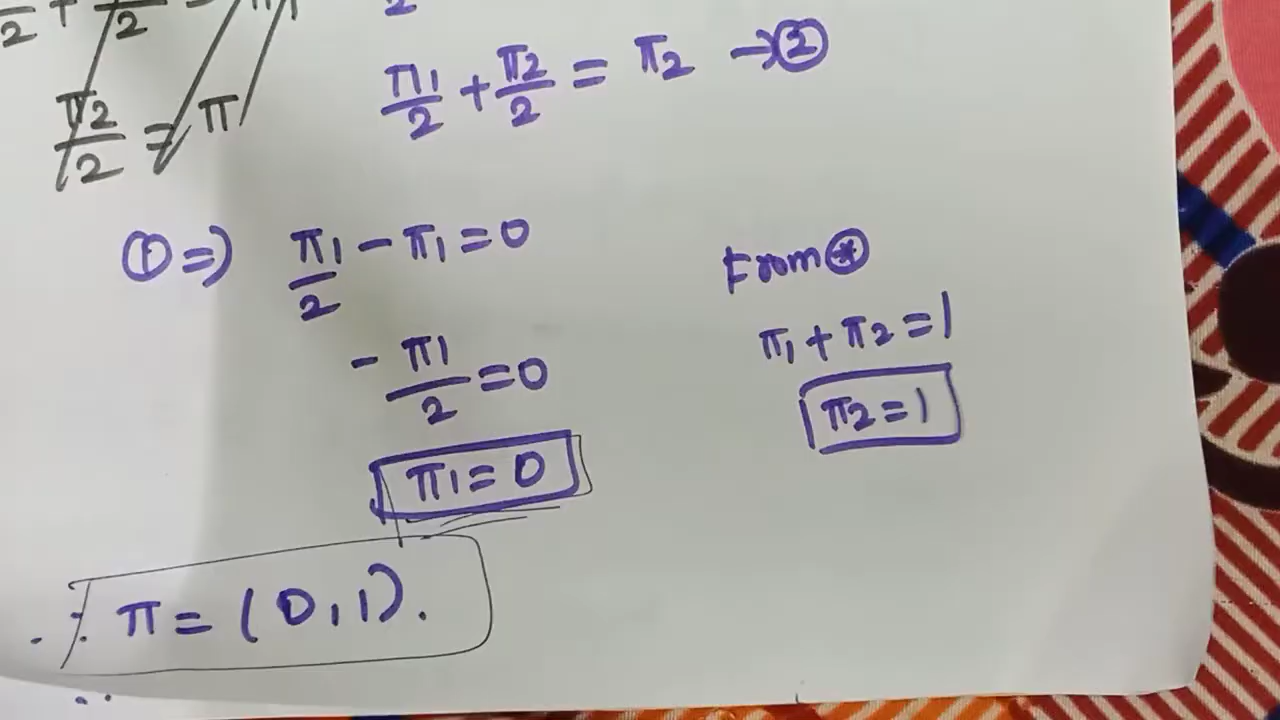 π1/2 + π2/2 = π2 → ②
π2/2 = π
① ⇒ π1/2 - π1 = 0
- π1/2 = 0
π1 = 0
From ⊛
π1 + π2 = 1
π2 = 1
∴ π = (0, 1).